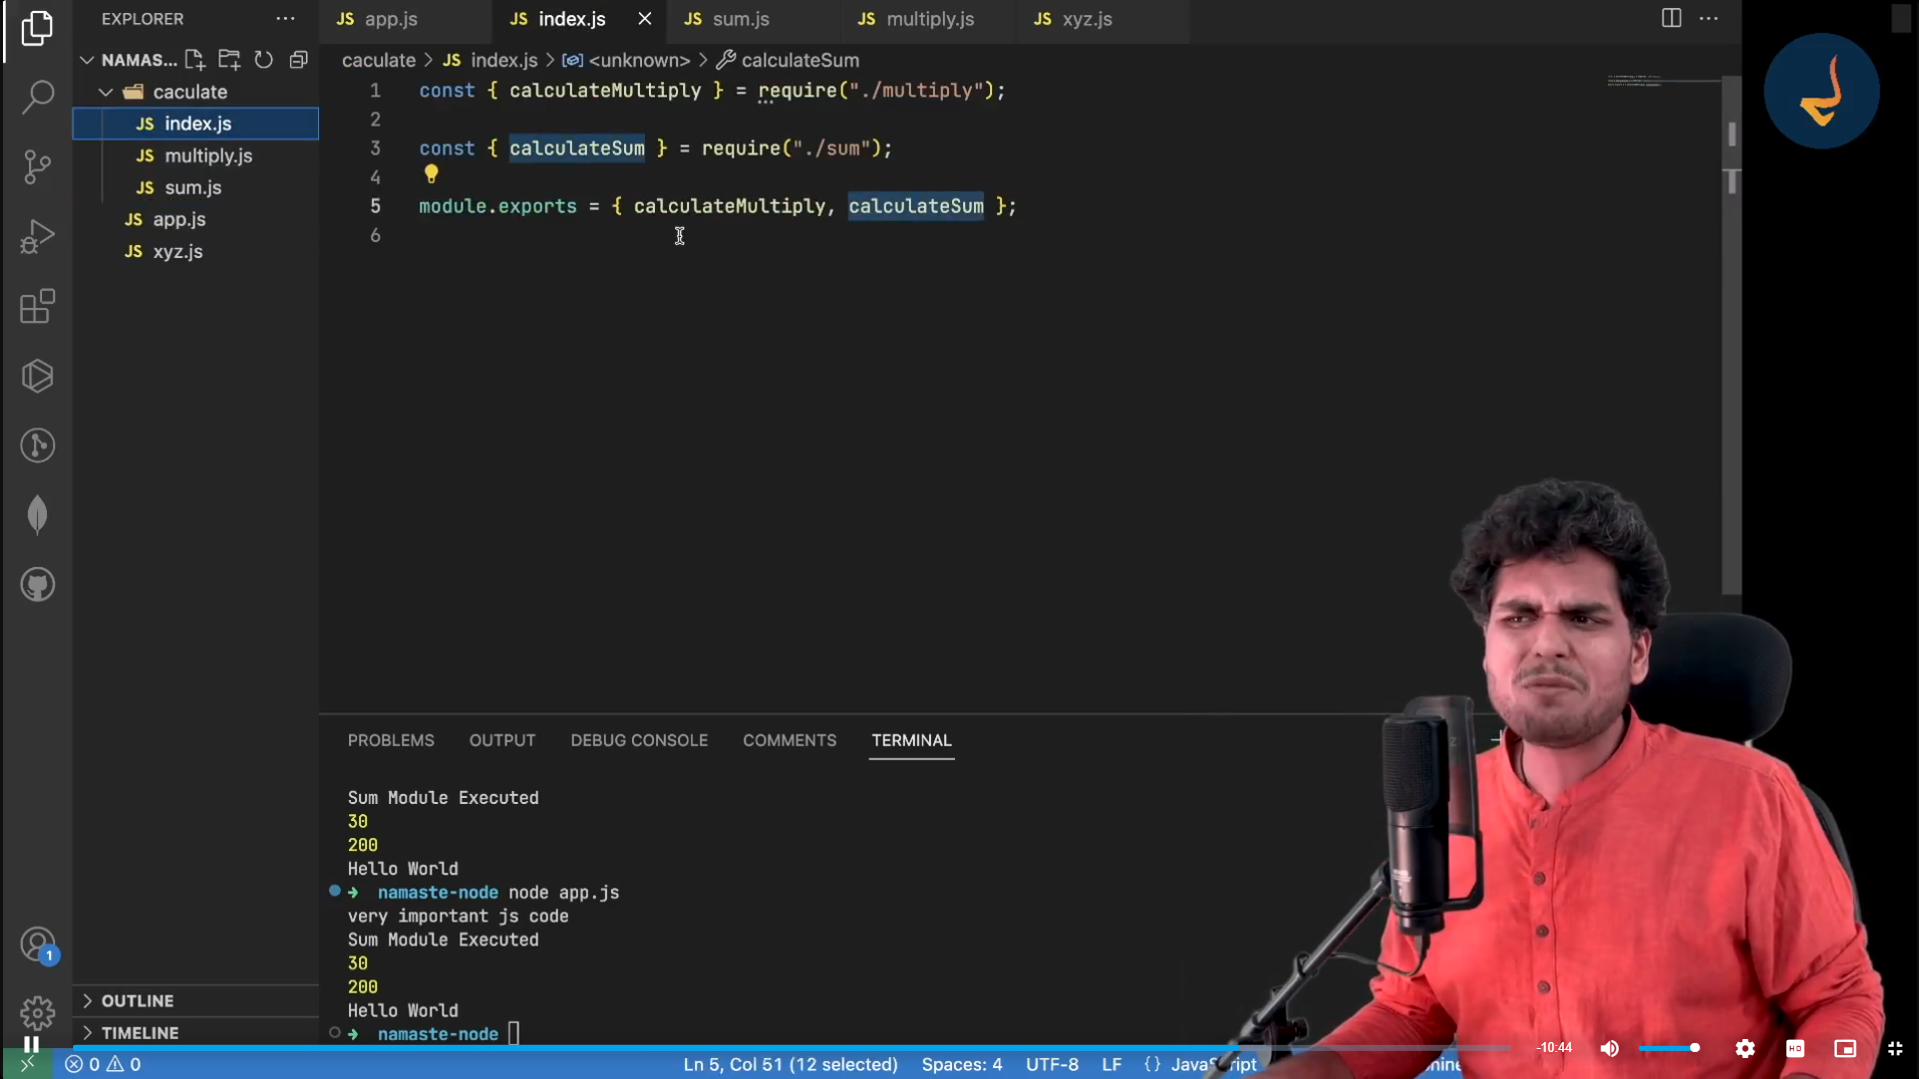 EXPLORER
NAMAS...
caculate
JS index.js
JS multiply.js
JS sum.js
JS app.js
JS xyz.js
OUTLINE
TIMELINE
JS app.js
JS index.js
JS sum.js
JS multiply.js
JS xyz.js
caculate > JS index.js > <unknown> > calculateSum
1 const { calculateMultiply } = require("./multiply");
2
3 const { calculateSum } = require("./sum");
4
5 module.exports = { calculateMultiply, calculateSum };
6
PROBLEMS OUTPUT DEBUG CONSOLE COMMENTS TERMINAL
Sum Module Executed
30
200
Hello World
➜ namaste-node node app.js
very important js code
Sum Module Executed
30
200
Hello World
➜ namaste-node
1
-10:44
HD
0 0
Ln 5, Col 51 (12 selected) Spaces: 4 UTF-8 LF {}